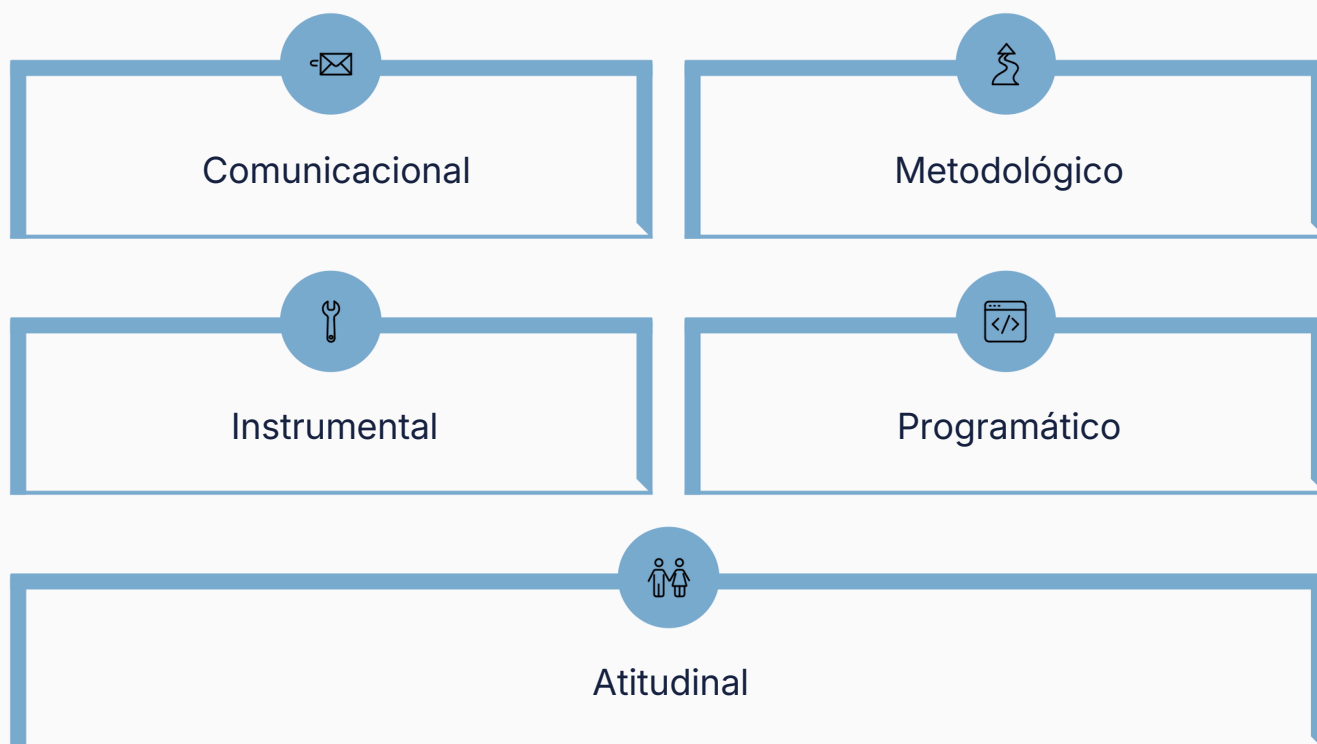 Comunicacional
Metodológico
Instrumental
Programático
Atitudinal